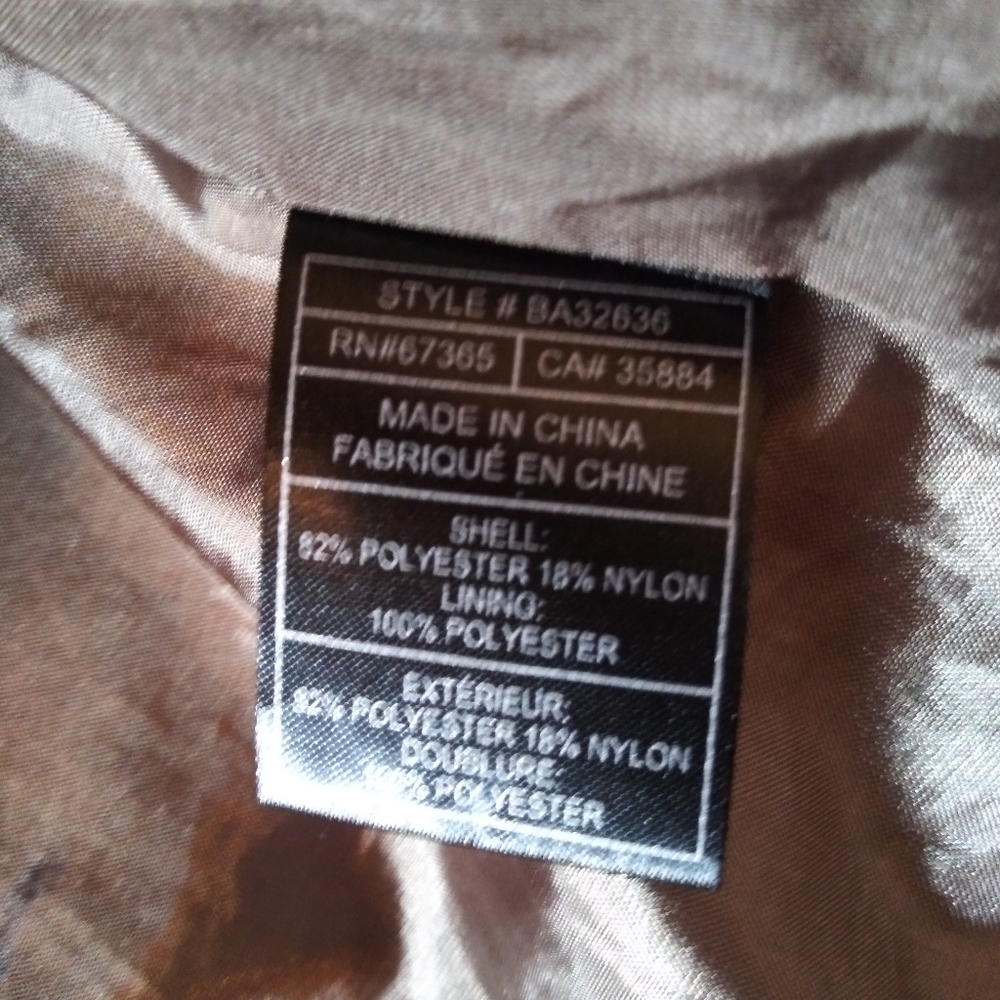 STYLE # BA32636
RN#67365 CA# 35884
MADE IN CHINA
FABRIQUÉ EN CHINE
SHELL:
82% POLYESTER 18% NYLON
LINING:
100% POLYESTER
EXTÉRIEUR:
82% POLYESTER 18% NYLON
DOUBLURE:
100% POLYESTER